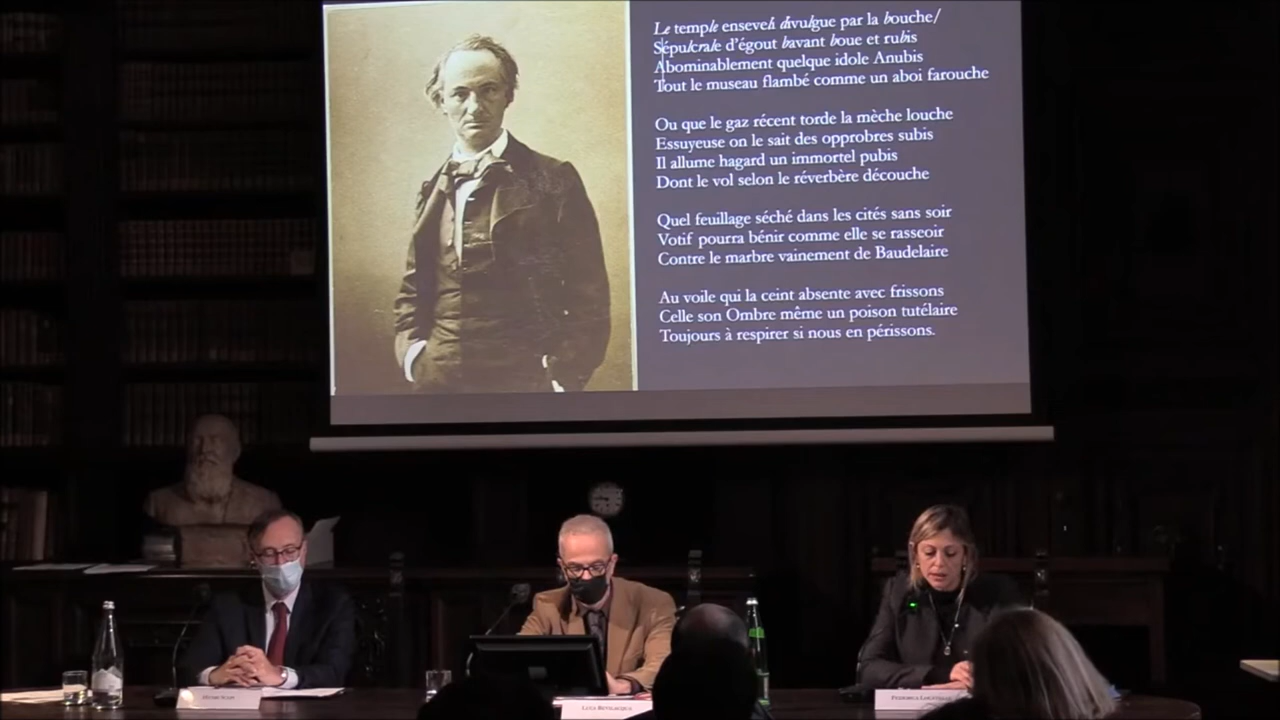 Le temple enseveli divulgue par la bouche/
Sépulcrale d'égout bavant boue et rubis
Abominablement quelque idole Anubis
Tout le museau flambé comme un aboi farouche
Ou que le gaz récent torde la mèche louche
Essuyeuse on le sait des opprobres subis
Il allume hagard un immortel pubis
Dont le vol selon le réverbère découche
Quel feuillage séché dans les cités sans soir
Votif pourra bénir comme elle se rasseoir
Contre le marbre vainement de Baudelaire
Au voile qui la ceint absente avec frissons
Celle son Ombre même un poison tutélaire
Toujours à respirer si nous en périssons.
Luca Bevilacqua
Federica